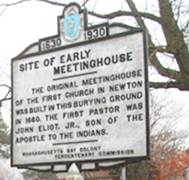 1630 1930
SITE OF EARLY
MEETINGHOUSE
THE ORIGINAL MEETINGHOUSE
OF THE FIRST CHURCH IN NEWTON
WAS BUILT IN THIS BURYING GROUND
IN 1660. THE FIRST PASTOR WAS
JOHN ELIOT, JR., SON OF THE
APOSTLE TO THE INDIANS.
MASSACHUSETTS BAY COLONY
TERCENTENARY COMMISSION